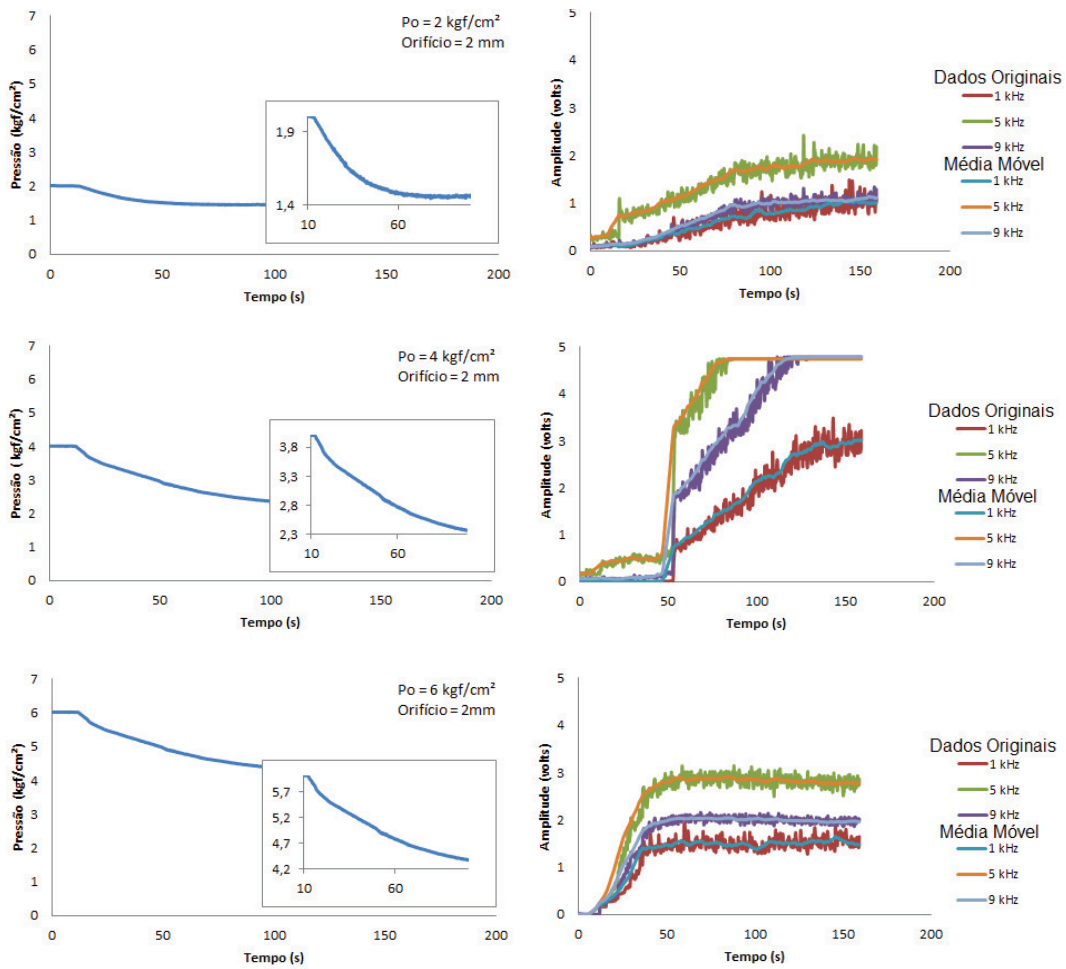 Po = 2 kgf/cm²
Orifício = 2 mm
Pressão (kgf/cm²)
7
6
5
4
3
2
1
0
1,9
1,4
10
60
0
50
100
150
200
Tempo (s)
Amplitude (volts)
5
4
3
2
1
0
0
50
100
150
200
Tempo (s)
Dados Originais
1 kHz
5 kHz
9 kHz
Média Móvel
1 kHz
5 kHz
9 kHz
Po = 4 kgf/cm²
Orifício = 2 mm
Pressão (kgf/cm²)
7
6
5
4
3
2
1
0
3,8
3,3
2,8
2,3
10
60
0
50
100
150
200
Tempo (s)
Amplitude (volts)
5
4
3
2
1
0
0
50
100
150
200
Tempo (s)
Dados Originais
1 kHz
5 kHz
9 kHz
Média Móvel
1 kHz
5 kHz
9 kHz
Po = 6 kgf/cm²
Orifício = 2mm
Pressão (kgf/cm²)
7
6
5
4
3
2
1
0
5,7
5,2
4,7
4,2
10
60
0
50
100
150
200
Tempo (s)
Amplitude (volts)
5
4
3
2
1
0
0
50
100
150
200
Tempo (s)
Dados Originais
1 kHz
5 kHz
9 kHz
Média Móvel
1 kHz
5 kHz
9 kHz